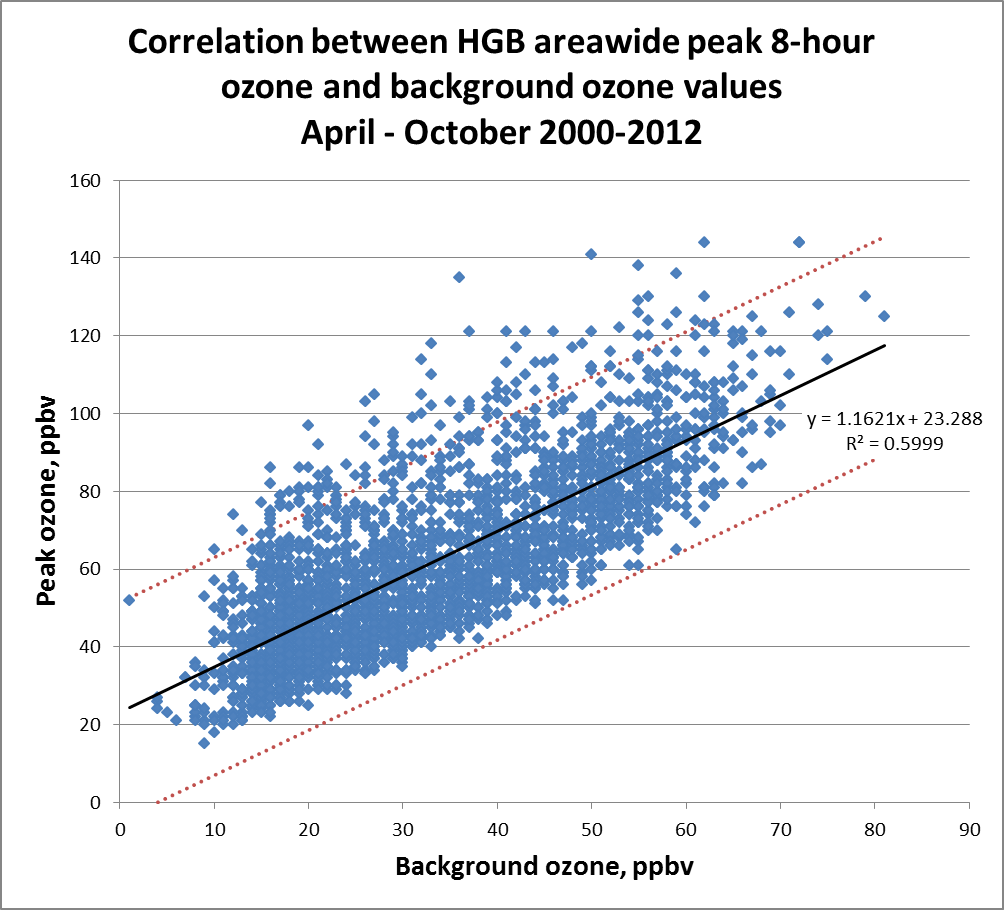 Correlation between HGB areawide peak 8-hour
ozone and background ozone values
April - October 2000-2012
160
140
120
100
80
60
40
20
0
Peak ozone, ppbv
y = 1.1621x + 23.288
R² = 0.5999
0 10 20 30 40 50 60 70 80 90
Background ozone, ppbv